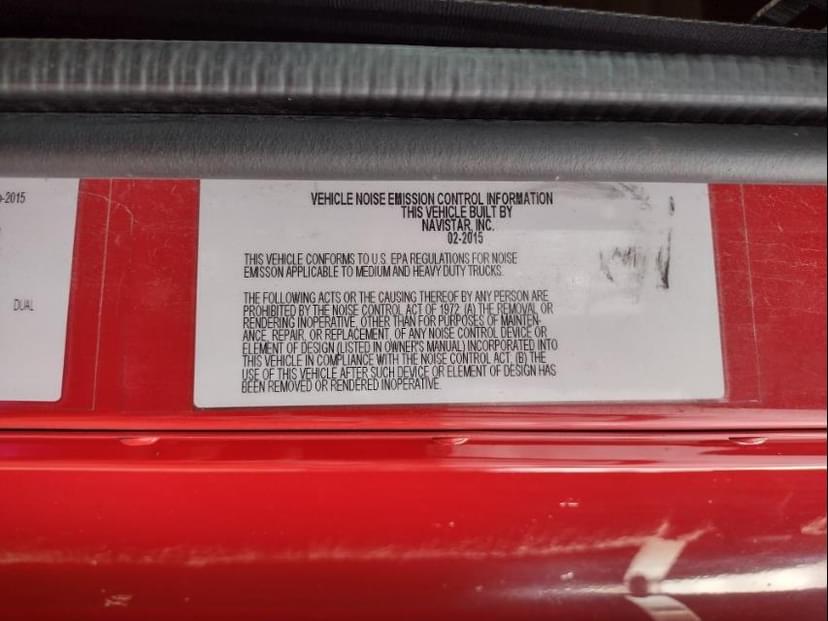 -2015
DUAL
VEHICLE NOISE EMISSION CONTROL INFORMATION
THIS VEHICLE BUILT BY
NAVISTAR, INC.
02-2015
THIS VEHICLE CONFORMS TO U.S. EPA REGULATIONS FOR NOISE
EMISSON APPLICABLE TO MEDIUM AND HEAVY DUTY TRUCKS.
THE FOLLOWING ACTS OR THE CAUSING THEREOF BY ANY PERSON ARE
PROHIBITED BY THE NOISE CONTROL ACT OF 1972. (A) THE REMOVAL OR
RENDERING INOPERATIVE, OTHER THAN FOR PURPOSES OF MAINTEN-
ANCE, REPAIR, OR REPLACEMENT, OF ANY NOISE CONTROL DEVICE OR
ELEMENT OF DESIGN (LISTED IN OWNER'S MANUAL) INCORPORATED INTO
THIS VEHICLE IN COMPLIANCE WITH THE NOISE CONTROL ACT. (B) THE
USE OF THIS VEHICLE AFTER SUCH DEVICE OR ELEMENT OF DESIGN HAS
BEEN REMOVED OR RENDERED INOPERATIVE.